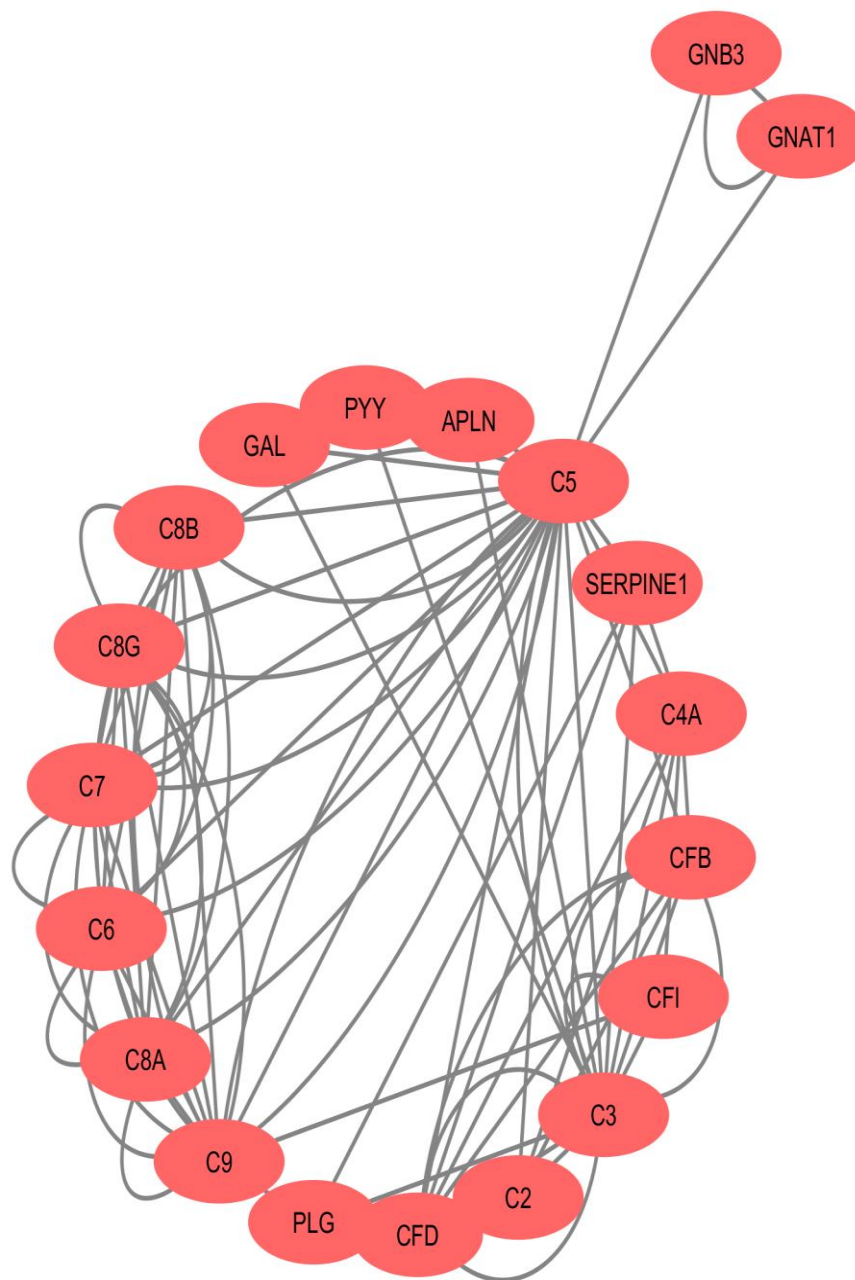 GNB3
GNAT1
PYY
APLN
GAL
C5
C8B
SERPINE1
C8G
C4A
C7
CFB
C6
CFI
C8A
C3
C9
C2
PLG
CFD